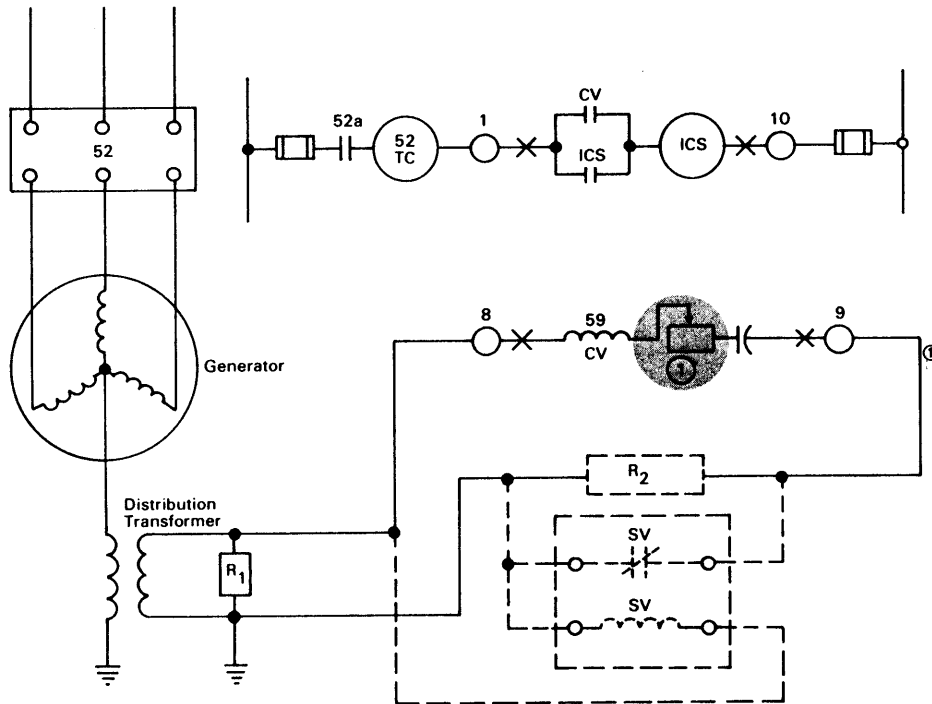 52
52a
52
TC
1
CV
ICS
ICS
10
Generator
8
59
CV
1
9
1
Distribution
Transformer
R1
R2
SV
SV